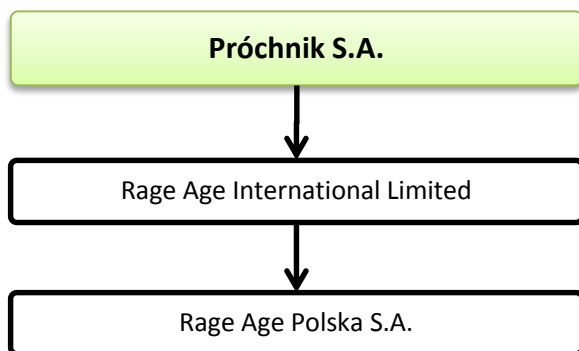 Próchnik S.A.
Rage Age International Limited
Rage Age Polska S.A.